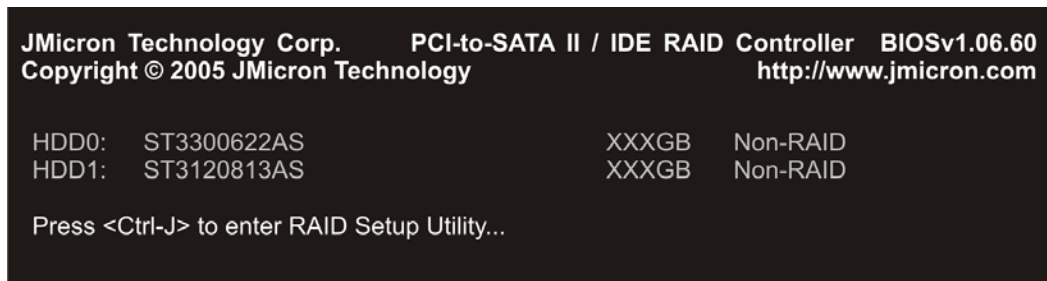 JMicron Technology Corp. PCI-to-SATA II / IDE RAID Controller BIOSv1.06.60
Copyright © 2005 JMicron Technology http://www.jmicron.com
HDD0: ST3300622AS XXXGB Non-RAID
HDD1: ST3120813AS XXXGB Non-RAID
Press <Ctrl-J> to enter RAID Setup Utility...